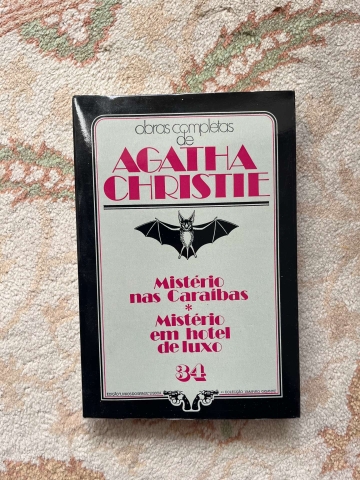 obras completas
de
AGATHA
CHRISTIE
Mistério
nas Caraíbas
*
Mistério
em hotel
de luxo
34